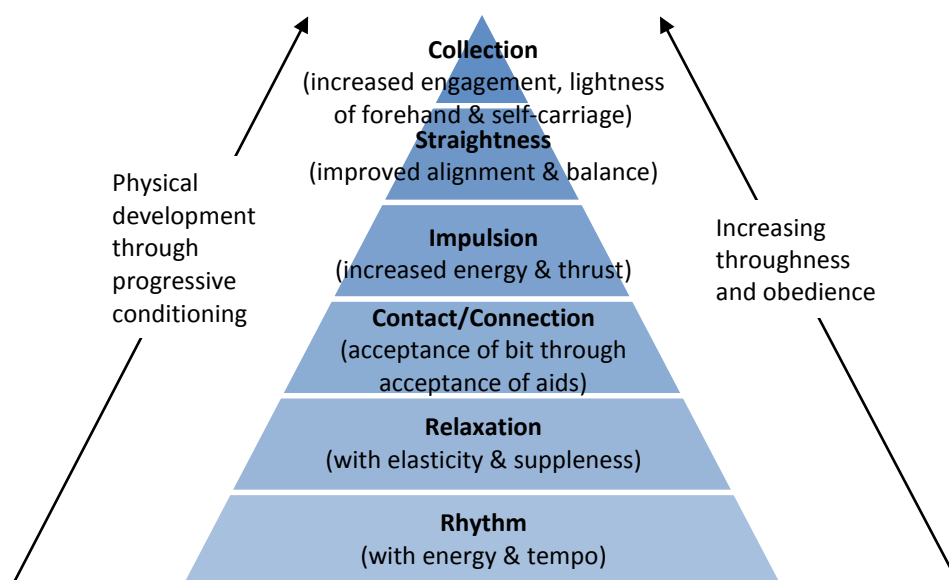 Collection
(increased engagement, lightness
of forehand & self-carriage)
Straightness
(improved alignment & balance)
Physical
development
through
progressive
conditioning
Impulsion
(increased energy & thrust)
Increasing
throughness
and obedience
Contact/Connection
(acceptance of bit through
acceptance of aids)
Relaxation
(with elasticity & suppleness)
Rhythm
(with energy & tempo)